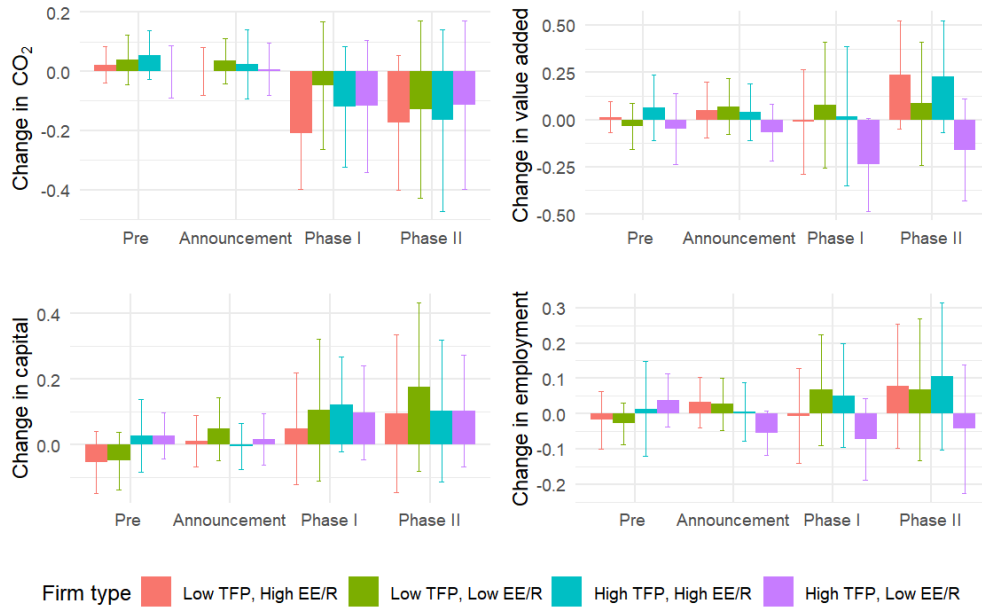 Change in CO2
0.2
0.0
-0.2
-0.4
Pre Announcement Phase I Phase II
Change in value added
0.50
0.25
0.00
-0.25
-0.50
Pre Announcement Phase I Phase II
Change in capital
0.4
0.2
0.0
Pre Announcement Phase I Phase II
Change in employment
0.3
0.2
0.1
0.0
-0.1
-0.2
Pre Announcement Phase I Phase II
Firm type Low TFP, High EE/R Low TFP, Low EE/R High TFP, High EE/R High TFP, Low EE/R